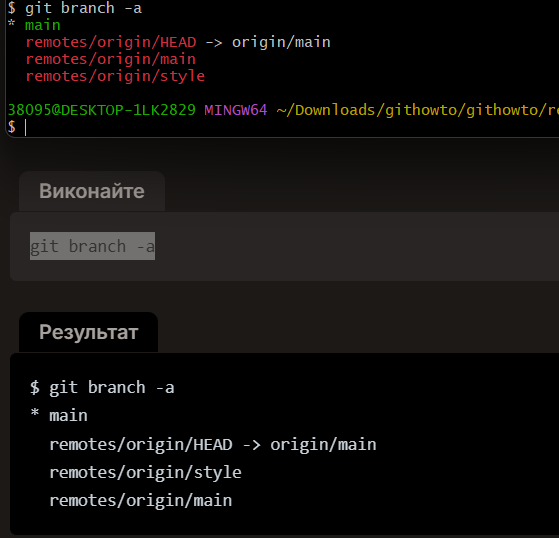 $ git branch -a
* main
remotes/origin/HEAD -> origin/main
remotes/origin/main
remotes/origin/style
38095@DESKTOP-1LK2829 MINGW64 ~/Downloads/githowto/githowto/re
$
Виконайте
git branch -a
Результат
$ git branch -a
* main
remotes/origin/HEAD -> origin/main
remotes/origin/style
remotes/origin/main